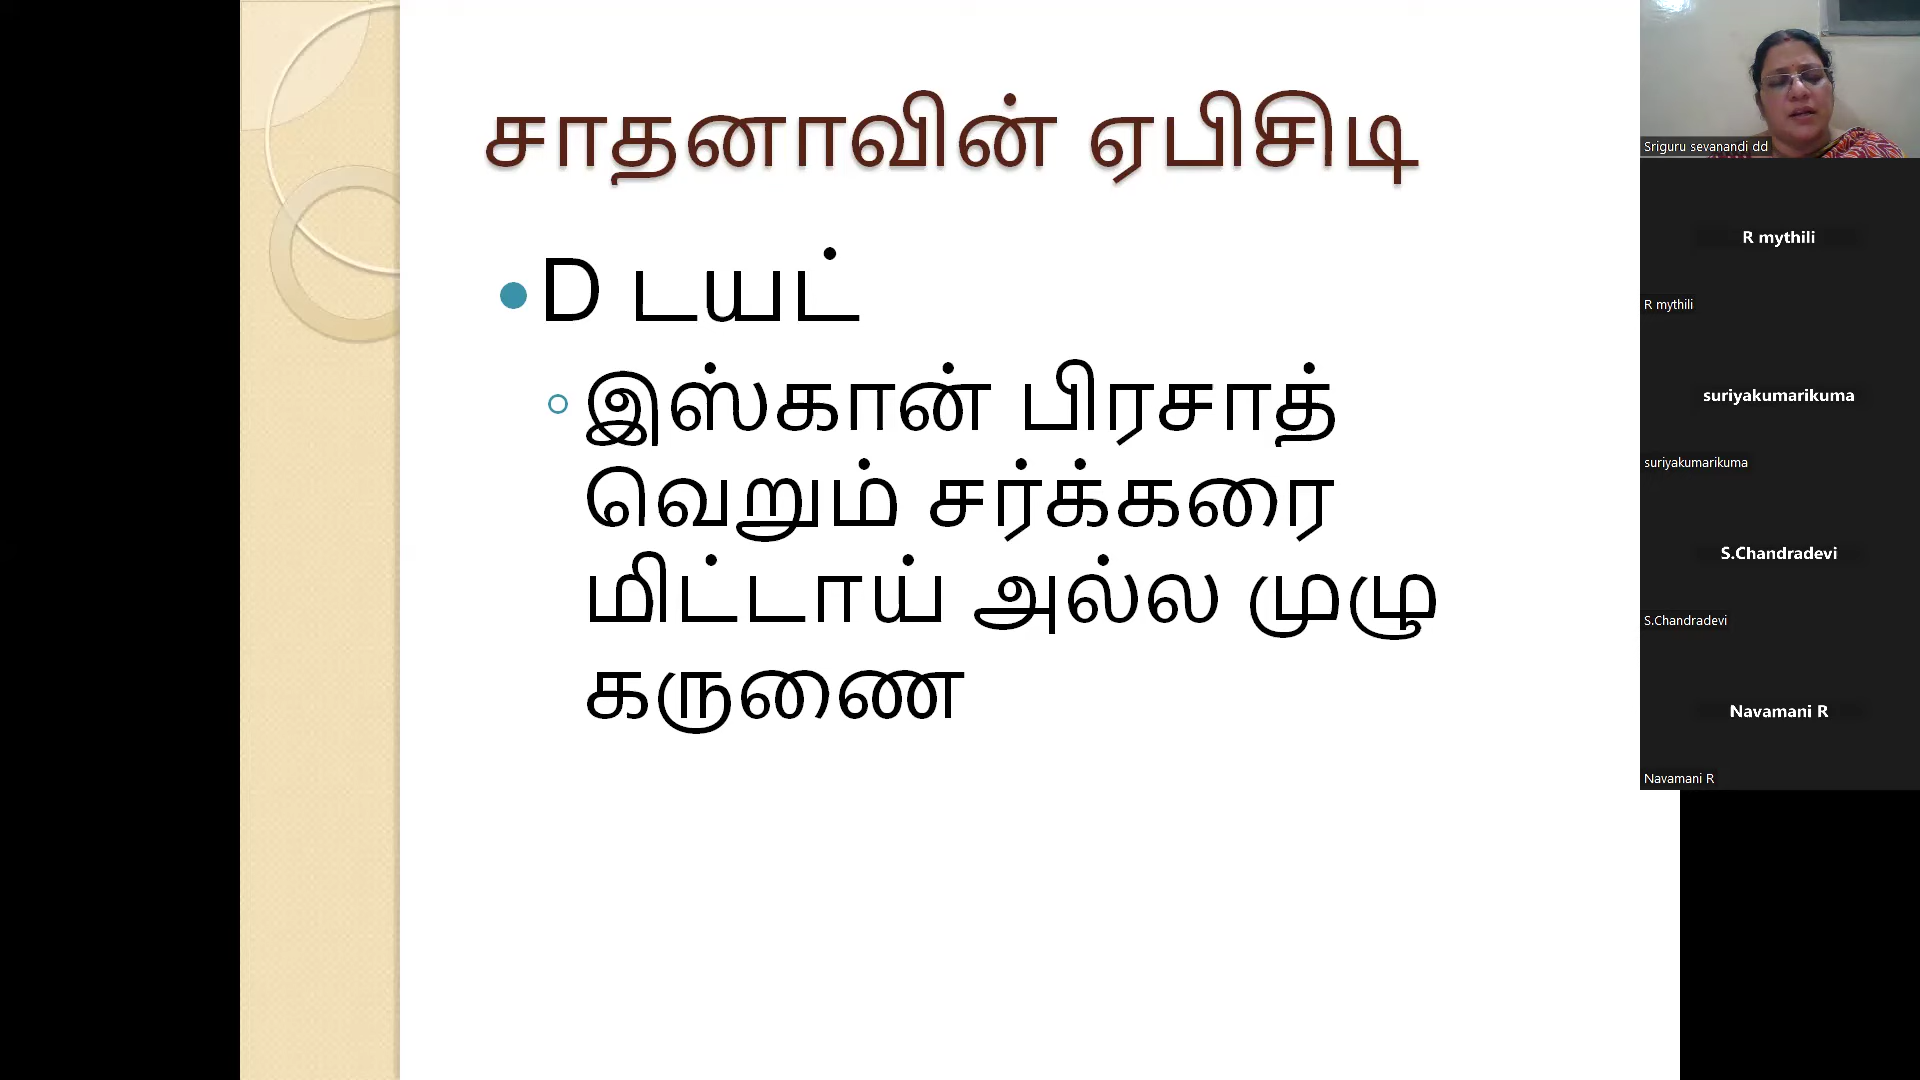 சாதனாவின் ஏபிசிடி
D டயட்
இஸ்கான் பிரசாத்
வெறும் சர்க்கரை
மிட்டாய் அல்ல முழு
கருணை
Sriguru sevanandi dd
R mythili
R mythili
suriyakumarikuma
suriyakumarikuma
S.Chandradevi
S.Chandradevi
Navamani R
Navamani R